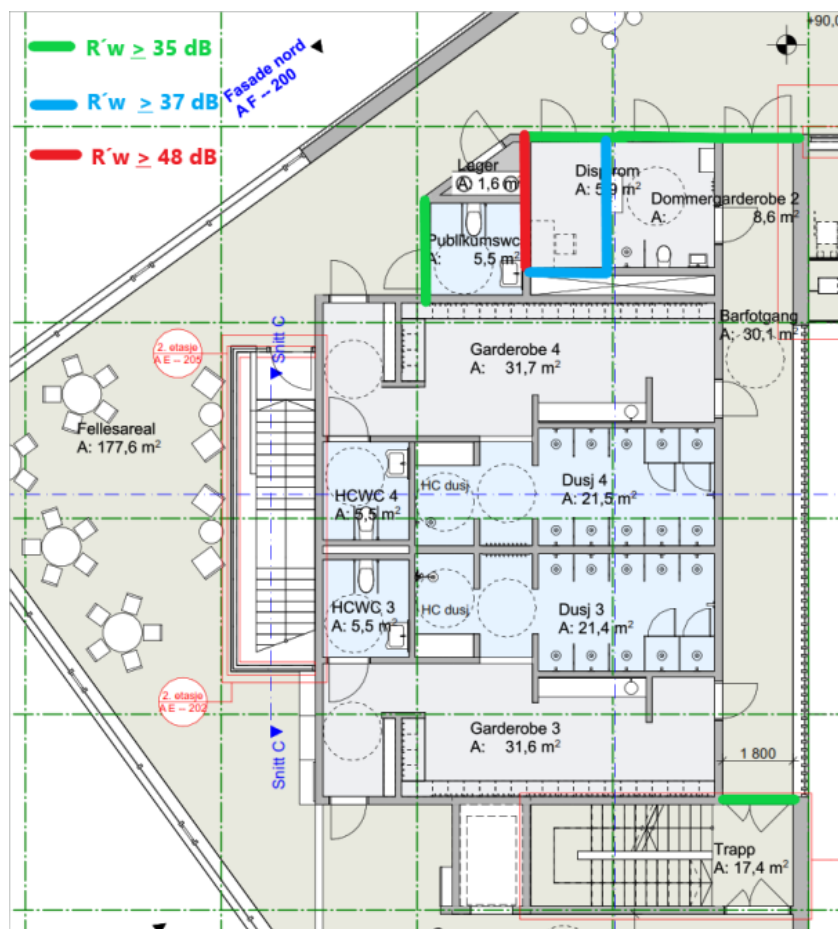 +90,0
R´w ≥ 35 dB
R´w ≥ 37 dB
R´w ≥ 48 dB
Fasade nord
A F -- 200
Lager
A: 1,6 m
Disprom
A: 5,9
Dommergarderobe 2
A: 8,6 m²
Publikumswc
A: 5,5 m²
Barfotgang
A: 30,1 m²
Snitt C
2. etasje
A E -- 205
Garderobe 4
A: 31,7 m²
Fellesareal
A: 177,6 m²
HC dusj
Dusj 4
A: 21,5 m²
HCWC 4
A: 5,5 m²
HCWC 3
A: 5,5 m²
HC dusj
Dusj 3
A: 21,4 m²
2. etasje
A E -- 202
Snitt C
Garderobe 3
A: 31,6 m²
1 800
Trapp
A: 17,4 m²